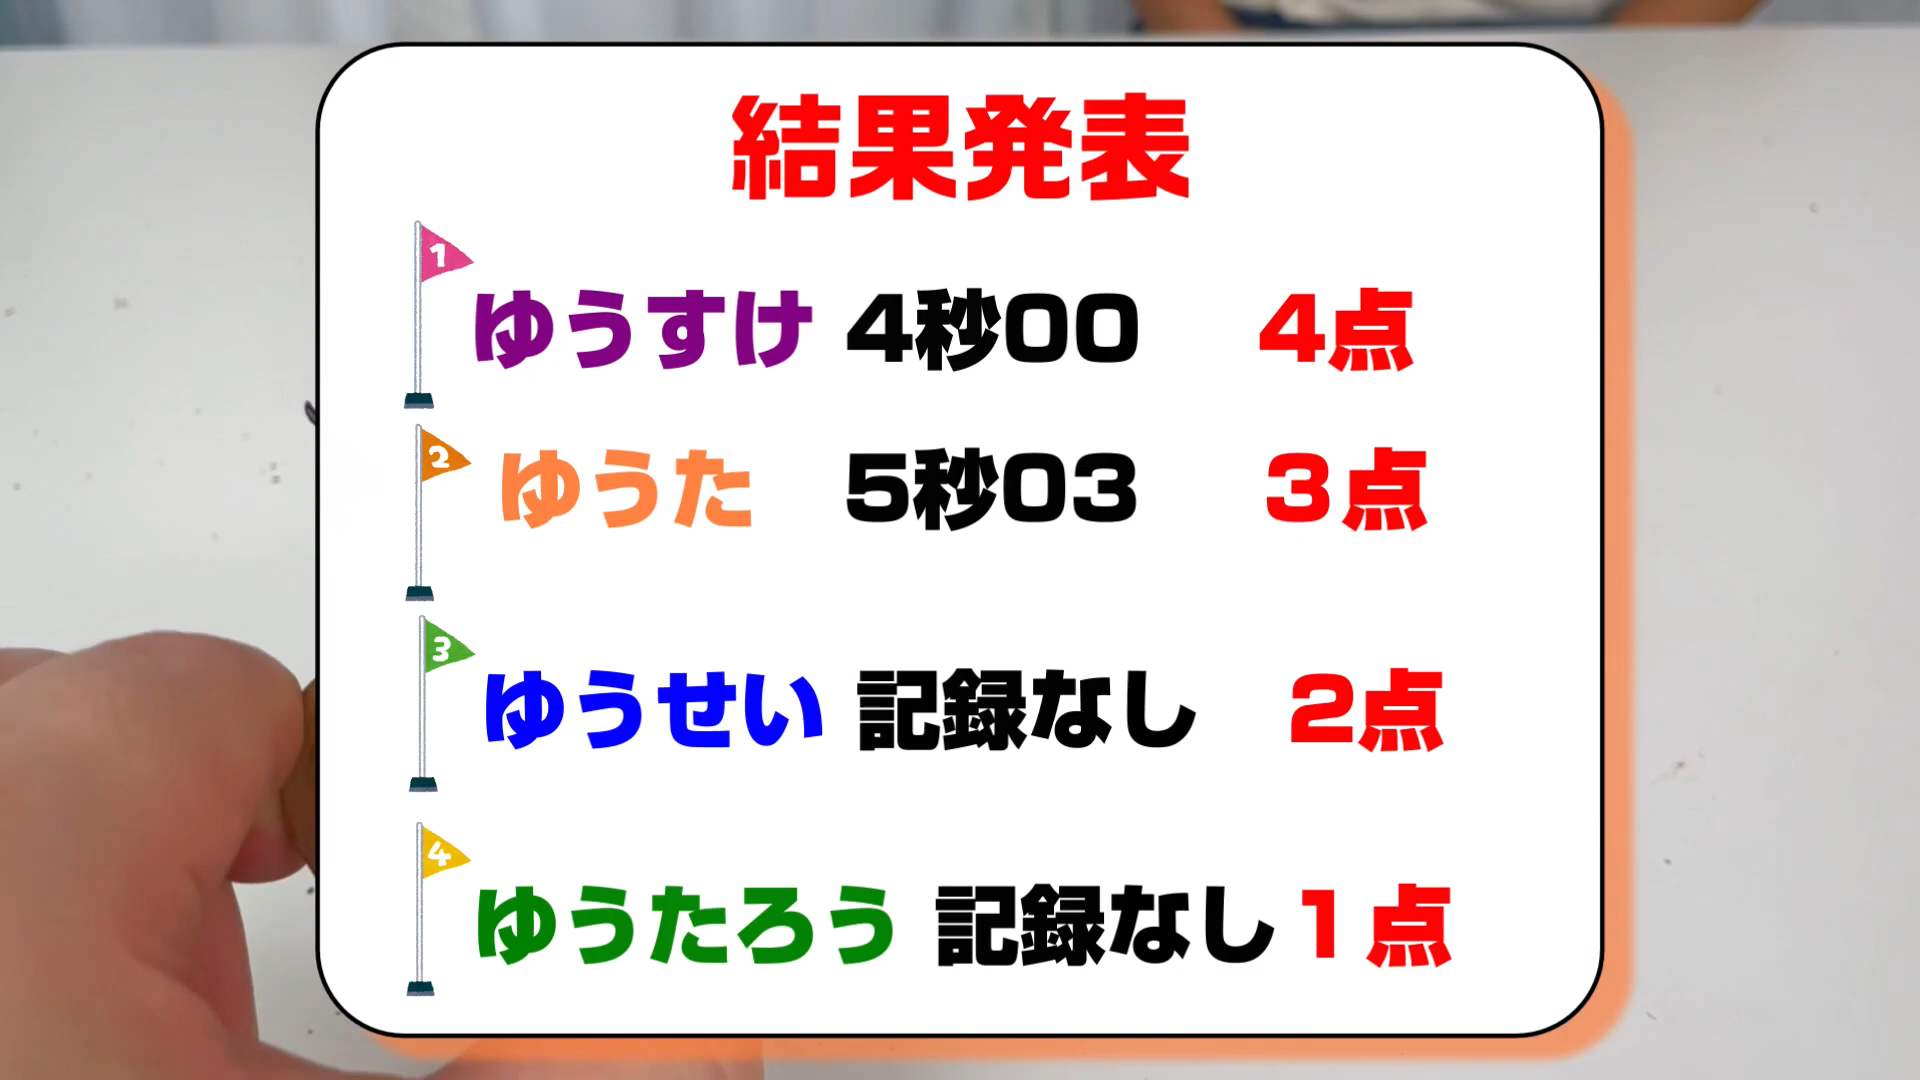 結果発表
1
ゆうすけ 4秒00 4点
2
ゆうた 5秒03 3点
3
ゆうせい 記録なし 2点
4
ゆうたろう 記録なし 1点